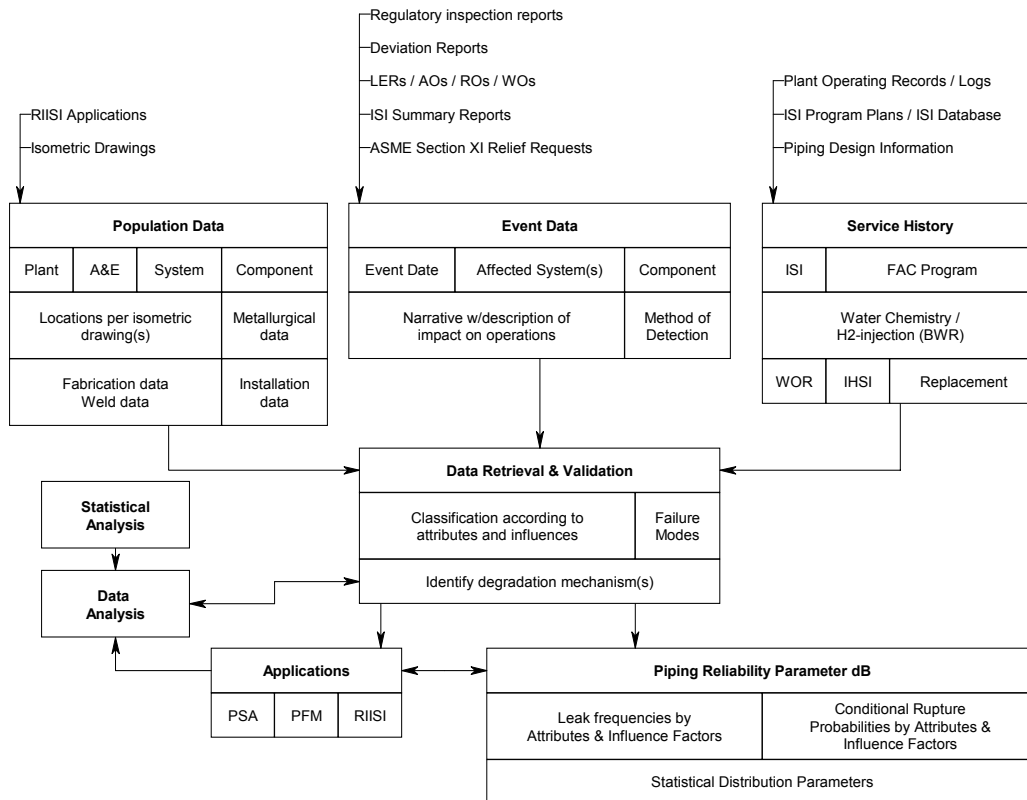 Regulatory inspection reports
Deviation Reports
LERs / AOs / ROs / WOs
ISI Summary Reports
ASME Section XI Relief Requests
RIISI Applications
Isometric Drawings
Plant Operating Records / Logs
ISI Program Plans / ISI Database
Piping Design Information
Population Data
Plant
A&E
System
Component
Locations per isometric
drawing(s)
Metallurgical
data
Fabrication data
Weld data
Installation
data
Event Data
Event Date
Affected System(s)
Component
Narrative w/description of
impact on operations
Method of
Detection
Service History
ISI
FAC Program
Water Chemistry /
H2-injection (BWR)
WOR
IHSI
Replacement
Data Retrieval & Validation
Classification according to
attributes and influences
Failure
Modes
Identify degradation mechanism(s)
Statistical
Analysis
Data
Analysis
Applications
PSA
PFM
RIISI
Piping Reliability Parameter dB
Leak frequencies by
Attributes & Influence Factors
Conditional Rupture
Probabilities by Attributes &
Influence Factors
Statistical Distribution Parameters